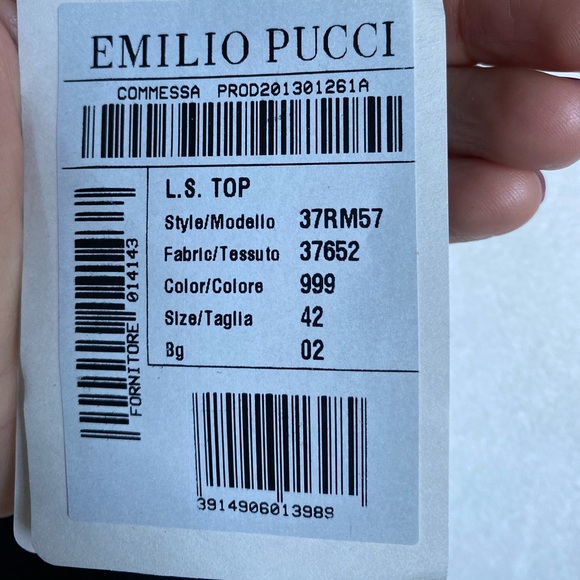 EMILIO PUCCI
COMMESSA PROD201301261A
L.S. TOP
Style/Modello 37RM57
Fabric/Tessuto 37652
Color/Colore 999
Size/Taglia 42
Bg 02
FORNITORE 014143
3914906013989